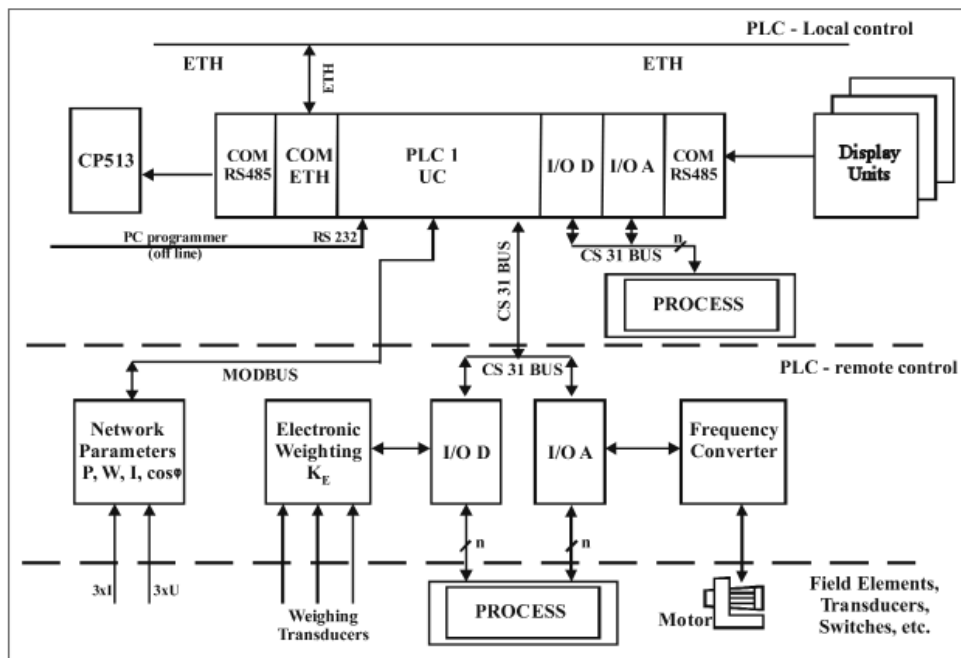 PLC - Local control
ETH
ETH
ETH
CP513
COM
RS485
COM
ETH
PLC 1
UC
I/O D
I/O A
COM
RS485
Display
Units
PC programmer
(off line)
RS 232
CS 31 BUS
n
CS 31 BUS
PROCESS
MODBUS
CS 31 BUS
PLC - remote control
Network
Parameters
P, W, I, cosφ
Electronic
Weighting
KE
I/O D
I/O A
Frequency
Converter
n
n
3xI
3xU
Weighing
Transducers
PROCESS
Motor
Field Elements,
Transducers,
Switches, etc.